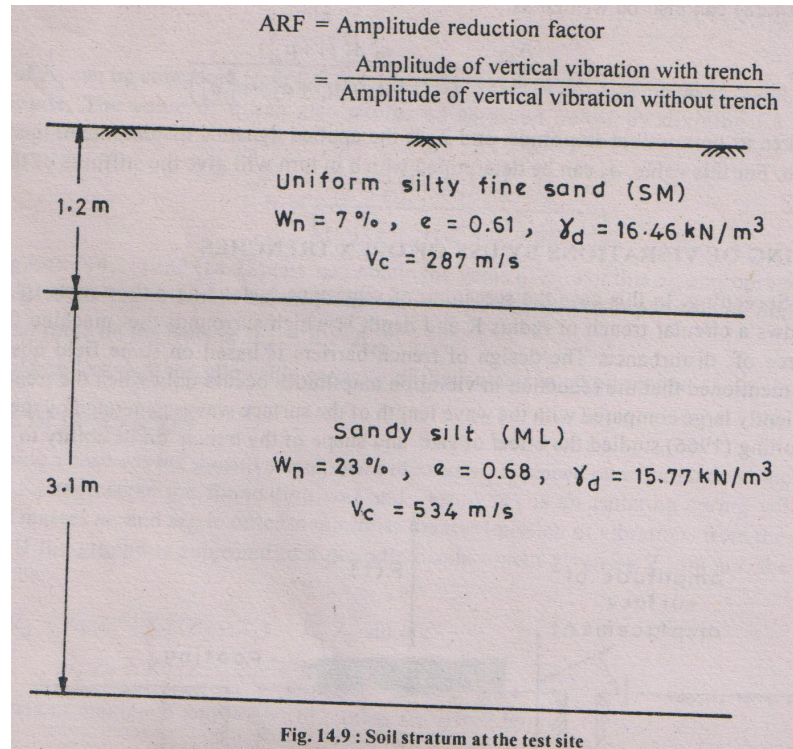 ARF = Amplitude reduction factor
= Amplitude of vertical vibration with trench
Amplitude of vertical vibration without trench
1.2 m
Uniform silty fine sand (SM)
Wn = 7 %, e = 0.61, γd = 16.46 kN/m³
Vc = 287 m/s
3.1 m
Sandy silt (ML)
Wn = 23 %, e = 0.68, γd = 15.77 kN/m³
Vc = 534 m/s
Fig. 14.9 : Soil stratum at the test site